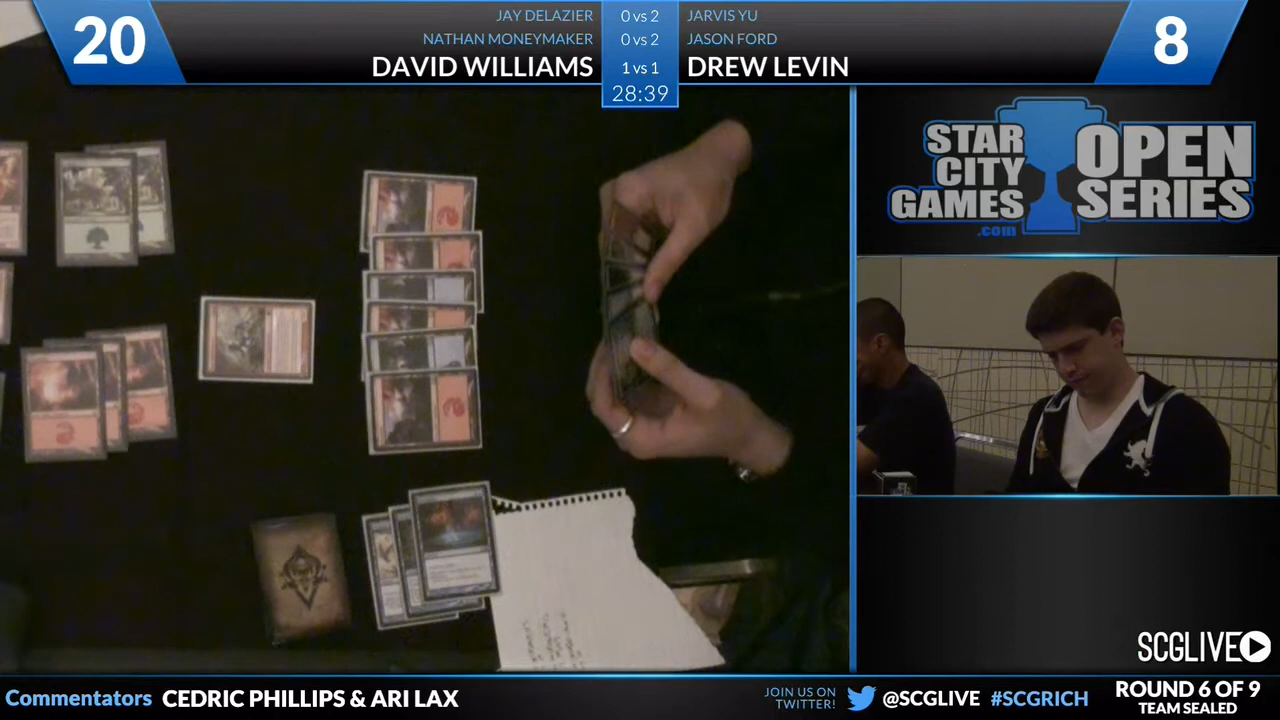 20
JAY DELAZIER 0 vs 2 JARVIS YU
NATHAN MONEYMAKER 0 vs 2 JASON FORD
DAVID WILLIAMS 1 vs 1 DREW LEVIN
28:39
8
STAR CITY GAMES .com
OPEN SERIES
SCGLIVE
Commentators CEDRIC PHILLIPS & ARI LAX
JOIN US ON TWITTER!
@SCGLIVE #SCGRICH
ROUND 6 OF 9
TEAM SEALED